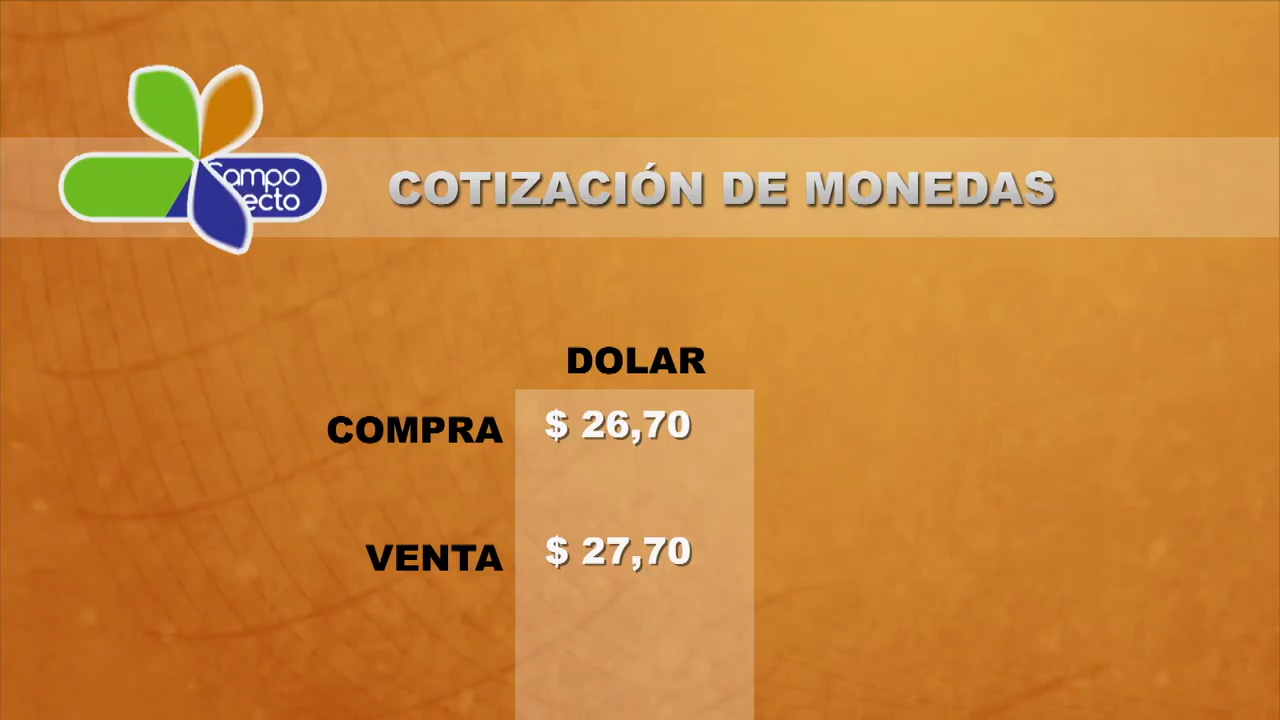 Campo
COTIZACIÓN DE MONEDAS
DOLAR
COMPRA $ 26,70
VENTA $ 27,70